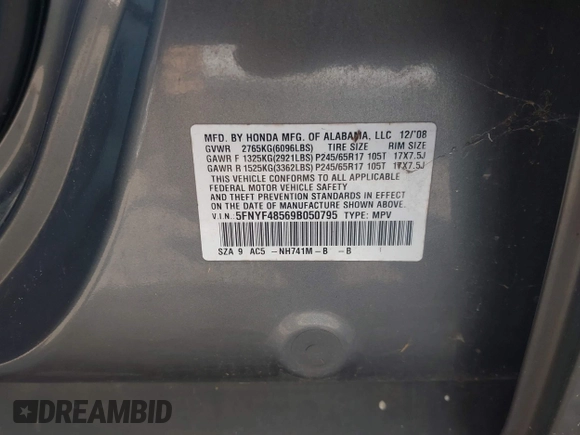 MFD. BY HONDA MFG. OF ALABAMA, LLC 12/'08
GVWR 2765KG(6096LBS) TIRE SIZE RIM SIZE
GAWR F 1325KG(2921LBS) P245/65R17 105T 17X7.5J
GAWR R 1525KG(3362LBS) P245/65R17 105T 17X7.5J
THIS VEHICLE CONFORMS TO ALL APPLICABLE
FEDERAL MOTOR VEHICLE SAFETY
AND THEFT PREVENTION STANDARDS IN EFFECT
ON THE DATE OF MANUFACTURE SHOWN ABOVE.
V.I.N. 5FNYF48569B050795 TYPE: MPV
SZA 9 AC5 -NH741M-B -B
DREAMBID